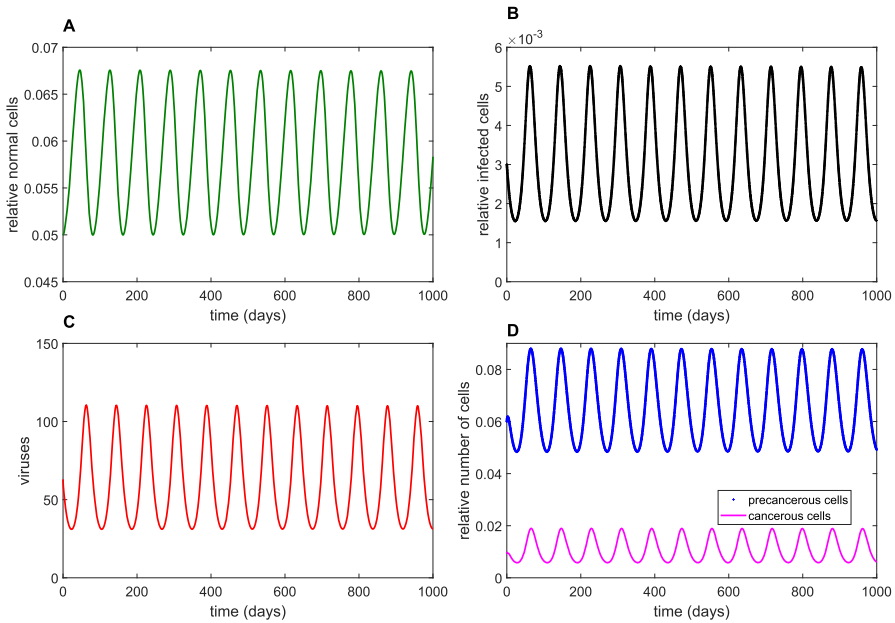 A
0.07
0.065
0.06
0.055
0.05
0.045
relative normal cells
0 200 400 600 800 1000
time (days)
B
×10-3
6
5
4
3
2
1
0
relative infected cells
0 200 400 600 800 1000
time (days)
C
150
100
50
0
viruses
0 200 400 600 800 1000
time (days)
D
0.08
0.06
0.04
0.02
0
relative number of cells
precancerous cells
cancerous cells
0 200 400 600 800 1000
time (days)